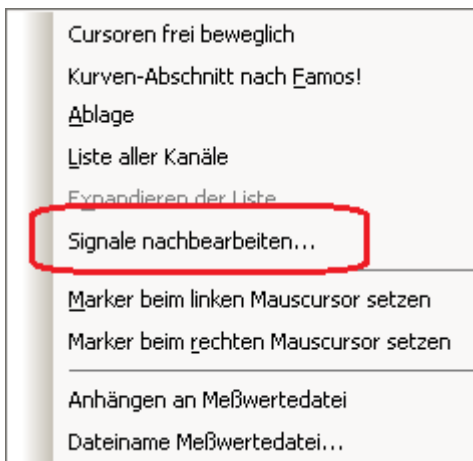 Cursoren frei beweglich
Kurven-Abschnitt nach Famos!
Ablage
Liste aller Kanäle
Expandieren der Liste
Signale nachbearbeiten...
Marker beim linken Mauscursor setzen
Marker beim rechten Mauscursor setzen
Anhängen an Meßwertedatei
Dateiname Meßwertedatei...